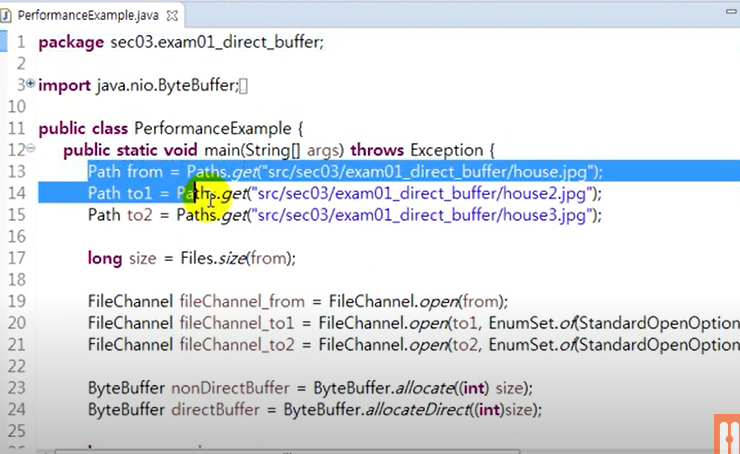 PerformanceExample.java
1 package sec03.exam01_direct_buffer;
2
3 import java.nio.ByteBuffer;
10
11 public class PerformanceExample {
12 public static void main(String[] args) throws Exception {
13 Path from = Paths.get("src/sec03/exam01_direct_buffer/house.jpg");
14 Path to1 = Paths.get("src/sec03/exam01_direct_buffer/house2.jpg");
15 Path to2 = Paths.get("src/sec03/exam01_direct_buffer/house3.jpg");
16
17 long size = Files.size(from);
18
19 FileChannel fileChannel_from = FileChannel.open(from);
20 FileChannel fileChannel_to1 = FileChannel.open(to1, EnumSet.of(StandardOpenOption
21 FileChannel fileChannel_to2 = FileChannel.open(to2, EnumSet.of(StandardOpenOption
22
23 ByteBuffer nonDirectBuffer = ByteBuffer.allocate((int) size);
24 ByteBuffer directBuffer = ByteBuffer.allocateDirect((int)size);
25